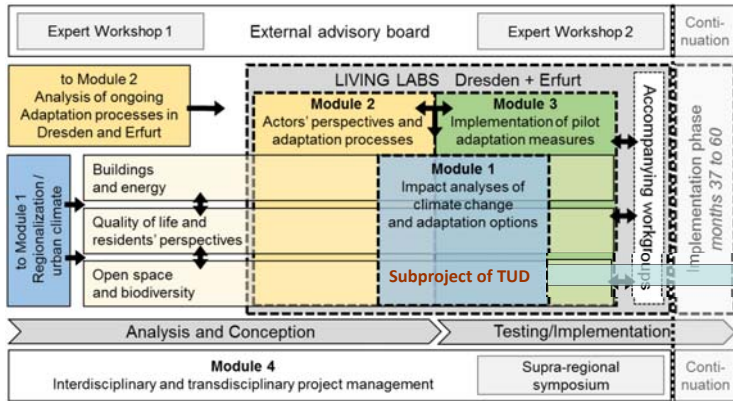 Expert Workshop 1
External advisory board
Expert Workshop 2
Conti-
nuation
to Module 2
Analysis of ongoing
Adaptation processes in
Dresden and Erfurt
LIVING LABS Dresden + Erfurt
Module 2
Actors' perspectives and
adaptation processes
Module 3
Implementation of pilot
adaptation measures
Accompanying workgroups
Implementation phase
months 37 to 60
to Module 1
Regionalization /
urban climate
Buildings
and energy
Quality of life and
residents' perspectives
Open space
and biodiversity
Module 1
Impact analyses of
climate change
and adaptation options
Subproject of TUD
Analysis and Conception
Testing/Implementation
Module 4
Interdisciplinary and transdisciplinary project management
Supra-regional
symposium
Conti-
nuation